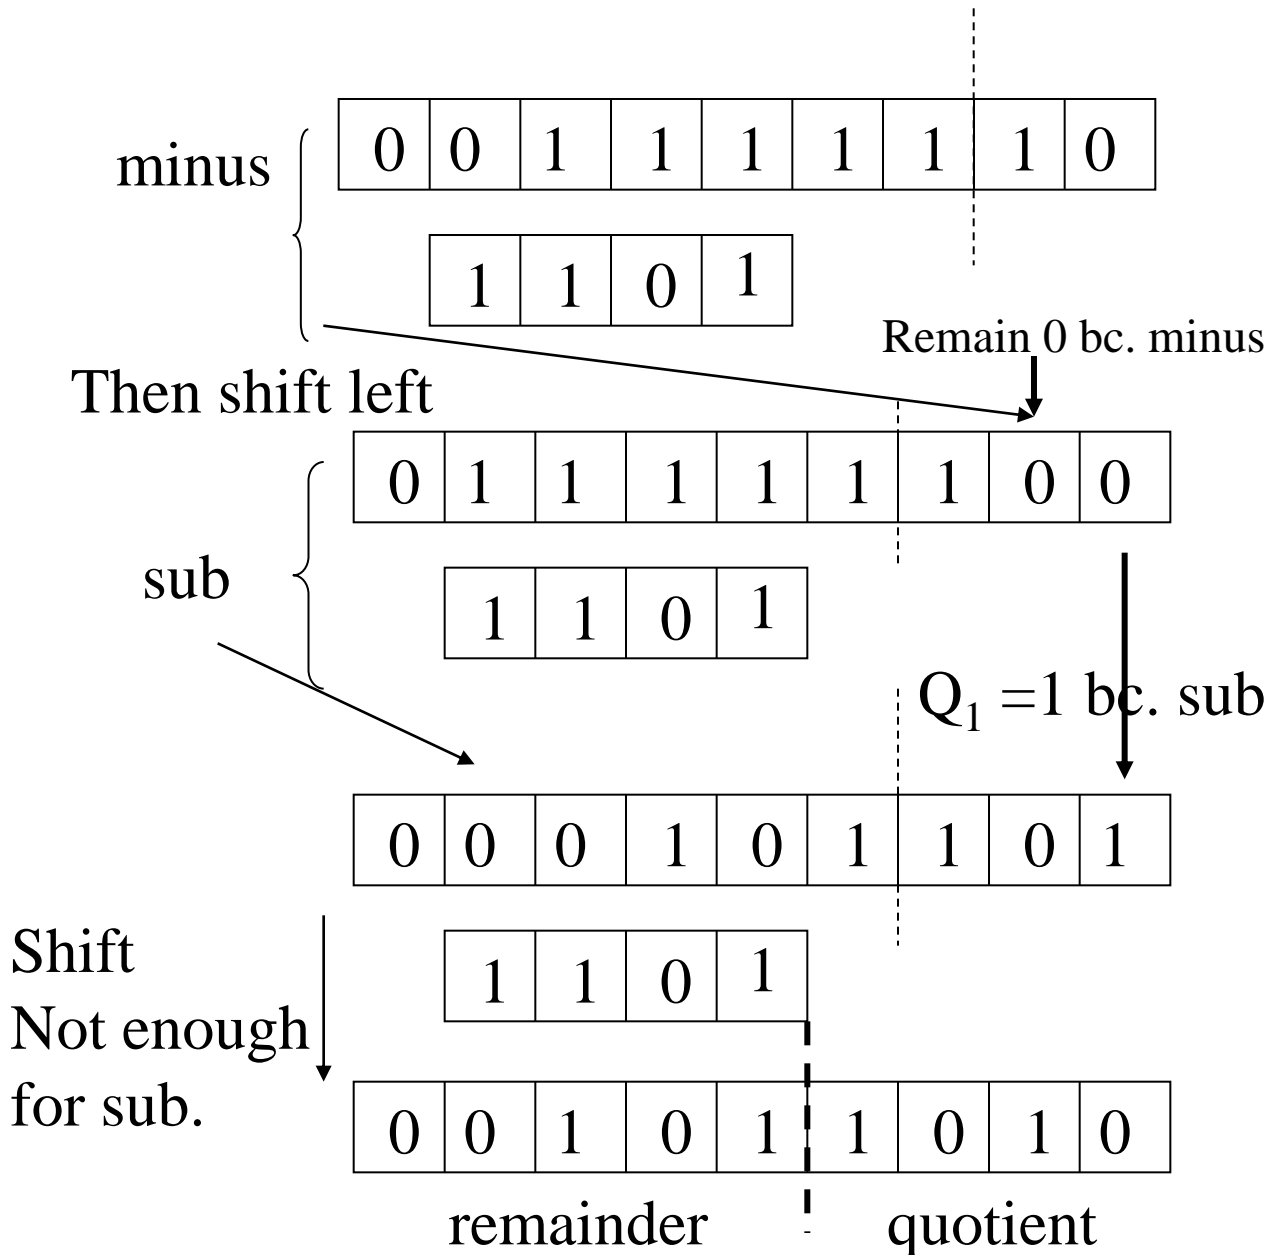 minus
0 0 1 1 1 1 1 1 0
1 1 0 1
Remain 0 bc. minus
Then shift left
0 1 1 1 1 1 1 0 0
sub
1 1 0 1
Q₁ =1 bc. sub
0 0 0 1 0 1 1 0 1
Shift
Not enough
for sub.
1 1 0 1
0 0 1 0 1 1 0 1 0
remainder quotient